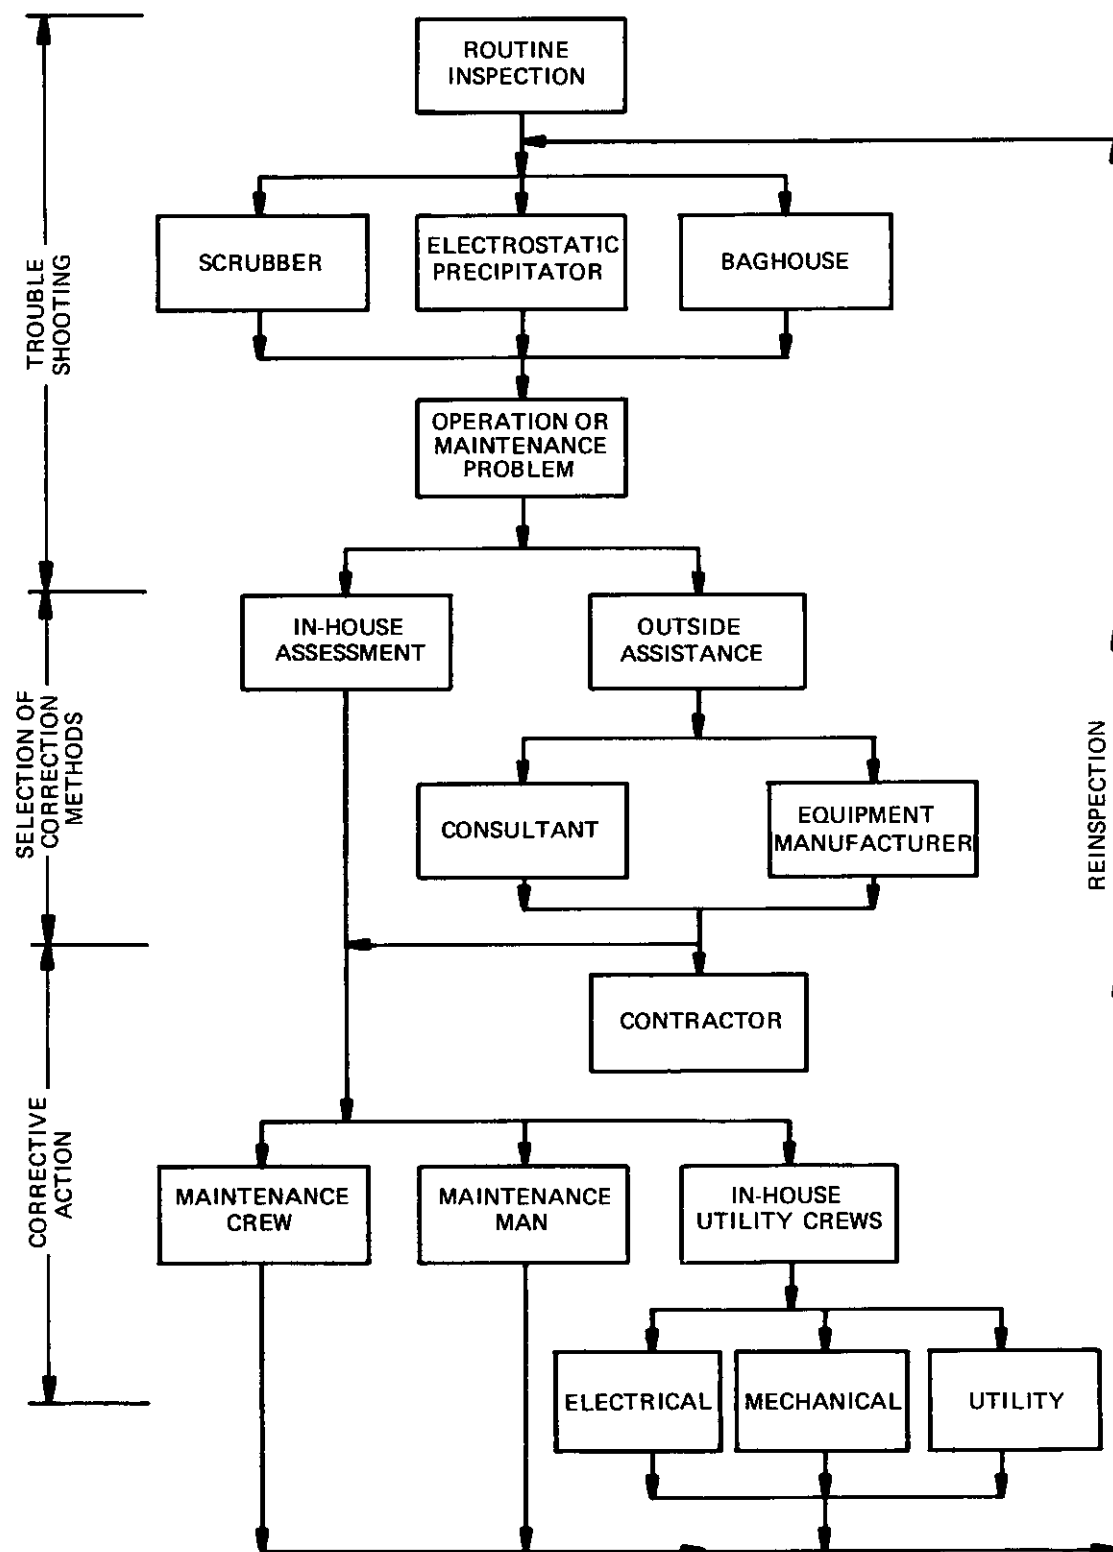 ROUTINE
INSPECTION
SCRUBBER
ELECTROSTATIC
PRECIPITATOR
BAGHOUSE
TROUBLE
SHOOTING
OPERATION OR
MAINTENANCE
PROBLEM
IN-HOUSE
ASSESSMENT
OUTSIDE
ASSISTANCE
SELECTION OF
CORRECTION
METHODS
CONSULTANT
EQUIPMENT
MANUFACTURER
REINSPECTION
CONTRACTOR
CORRECTIVE
ACTION
MAINTENANCE
CREW
MAINTENANCE
MAN
IN-HOUSE
UTILITY CREWS
ELECTRICAL
MECHANICAL
UTILITY